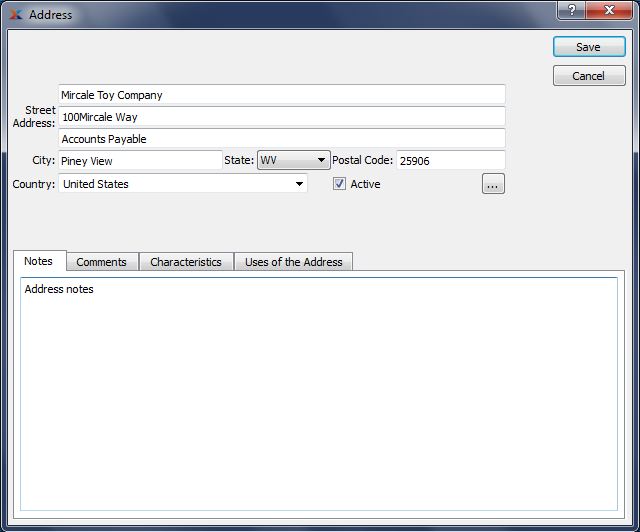 Address
Save
Cancel
Mircale Toy Company
Street Address: 100Mircale Way
Accounts Payable
City: Piney View State: WV Postal Code: 25906
Country: United States Active ...
Notes Comments Characteristics Uses of the Address
Address notes